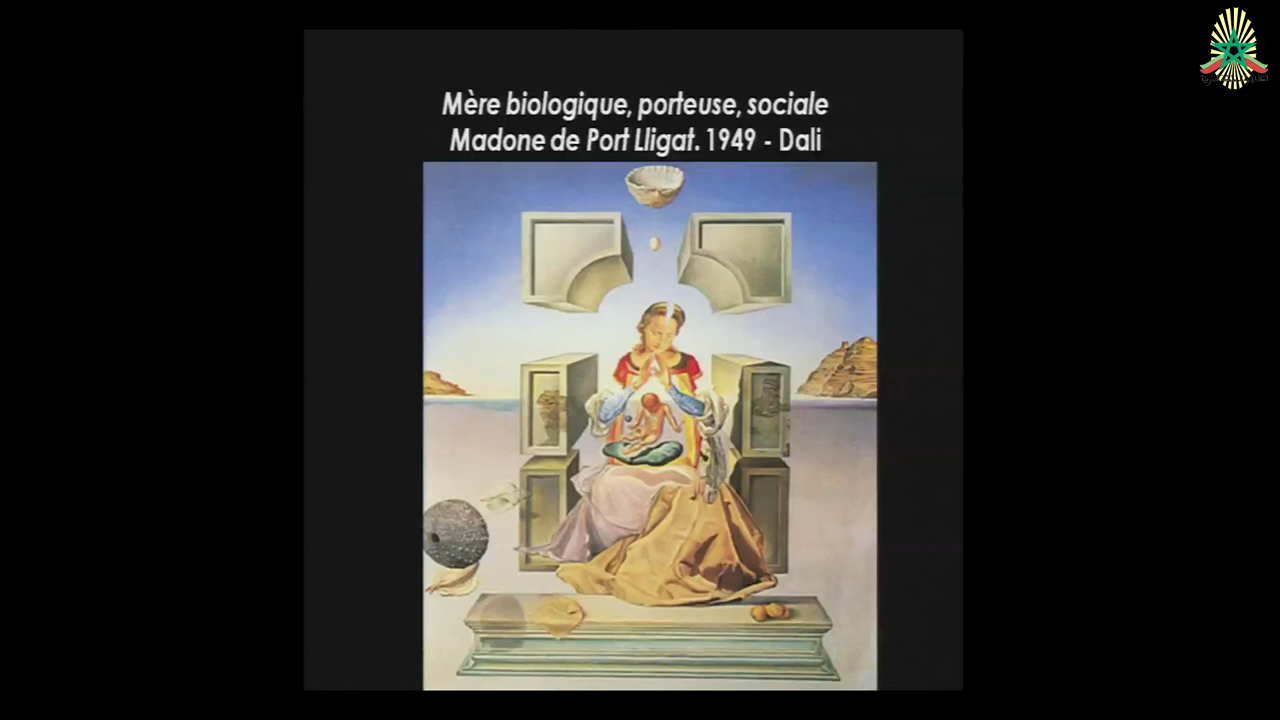 Mère biologique, porteuse, sociale
Madone de Port Lligat. 1949 - Dali